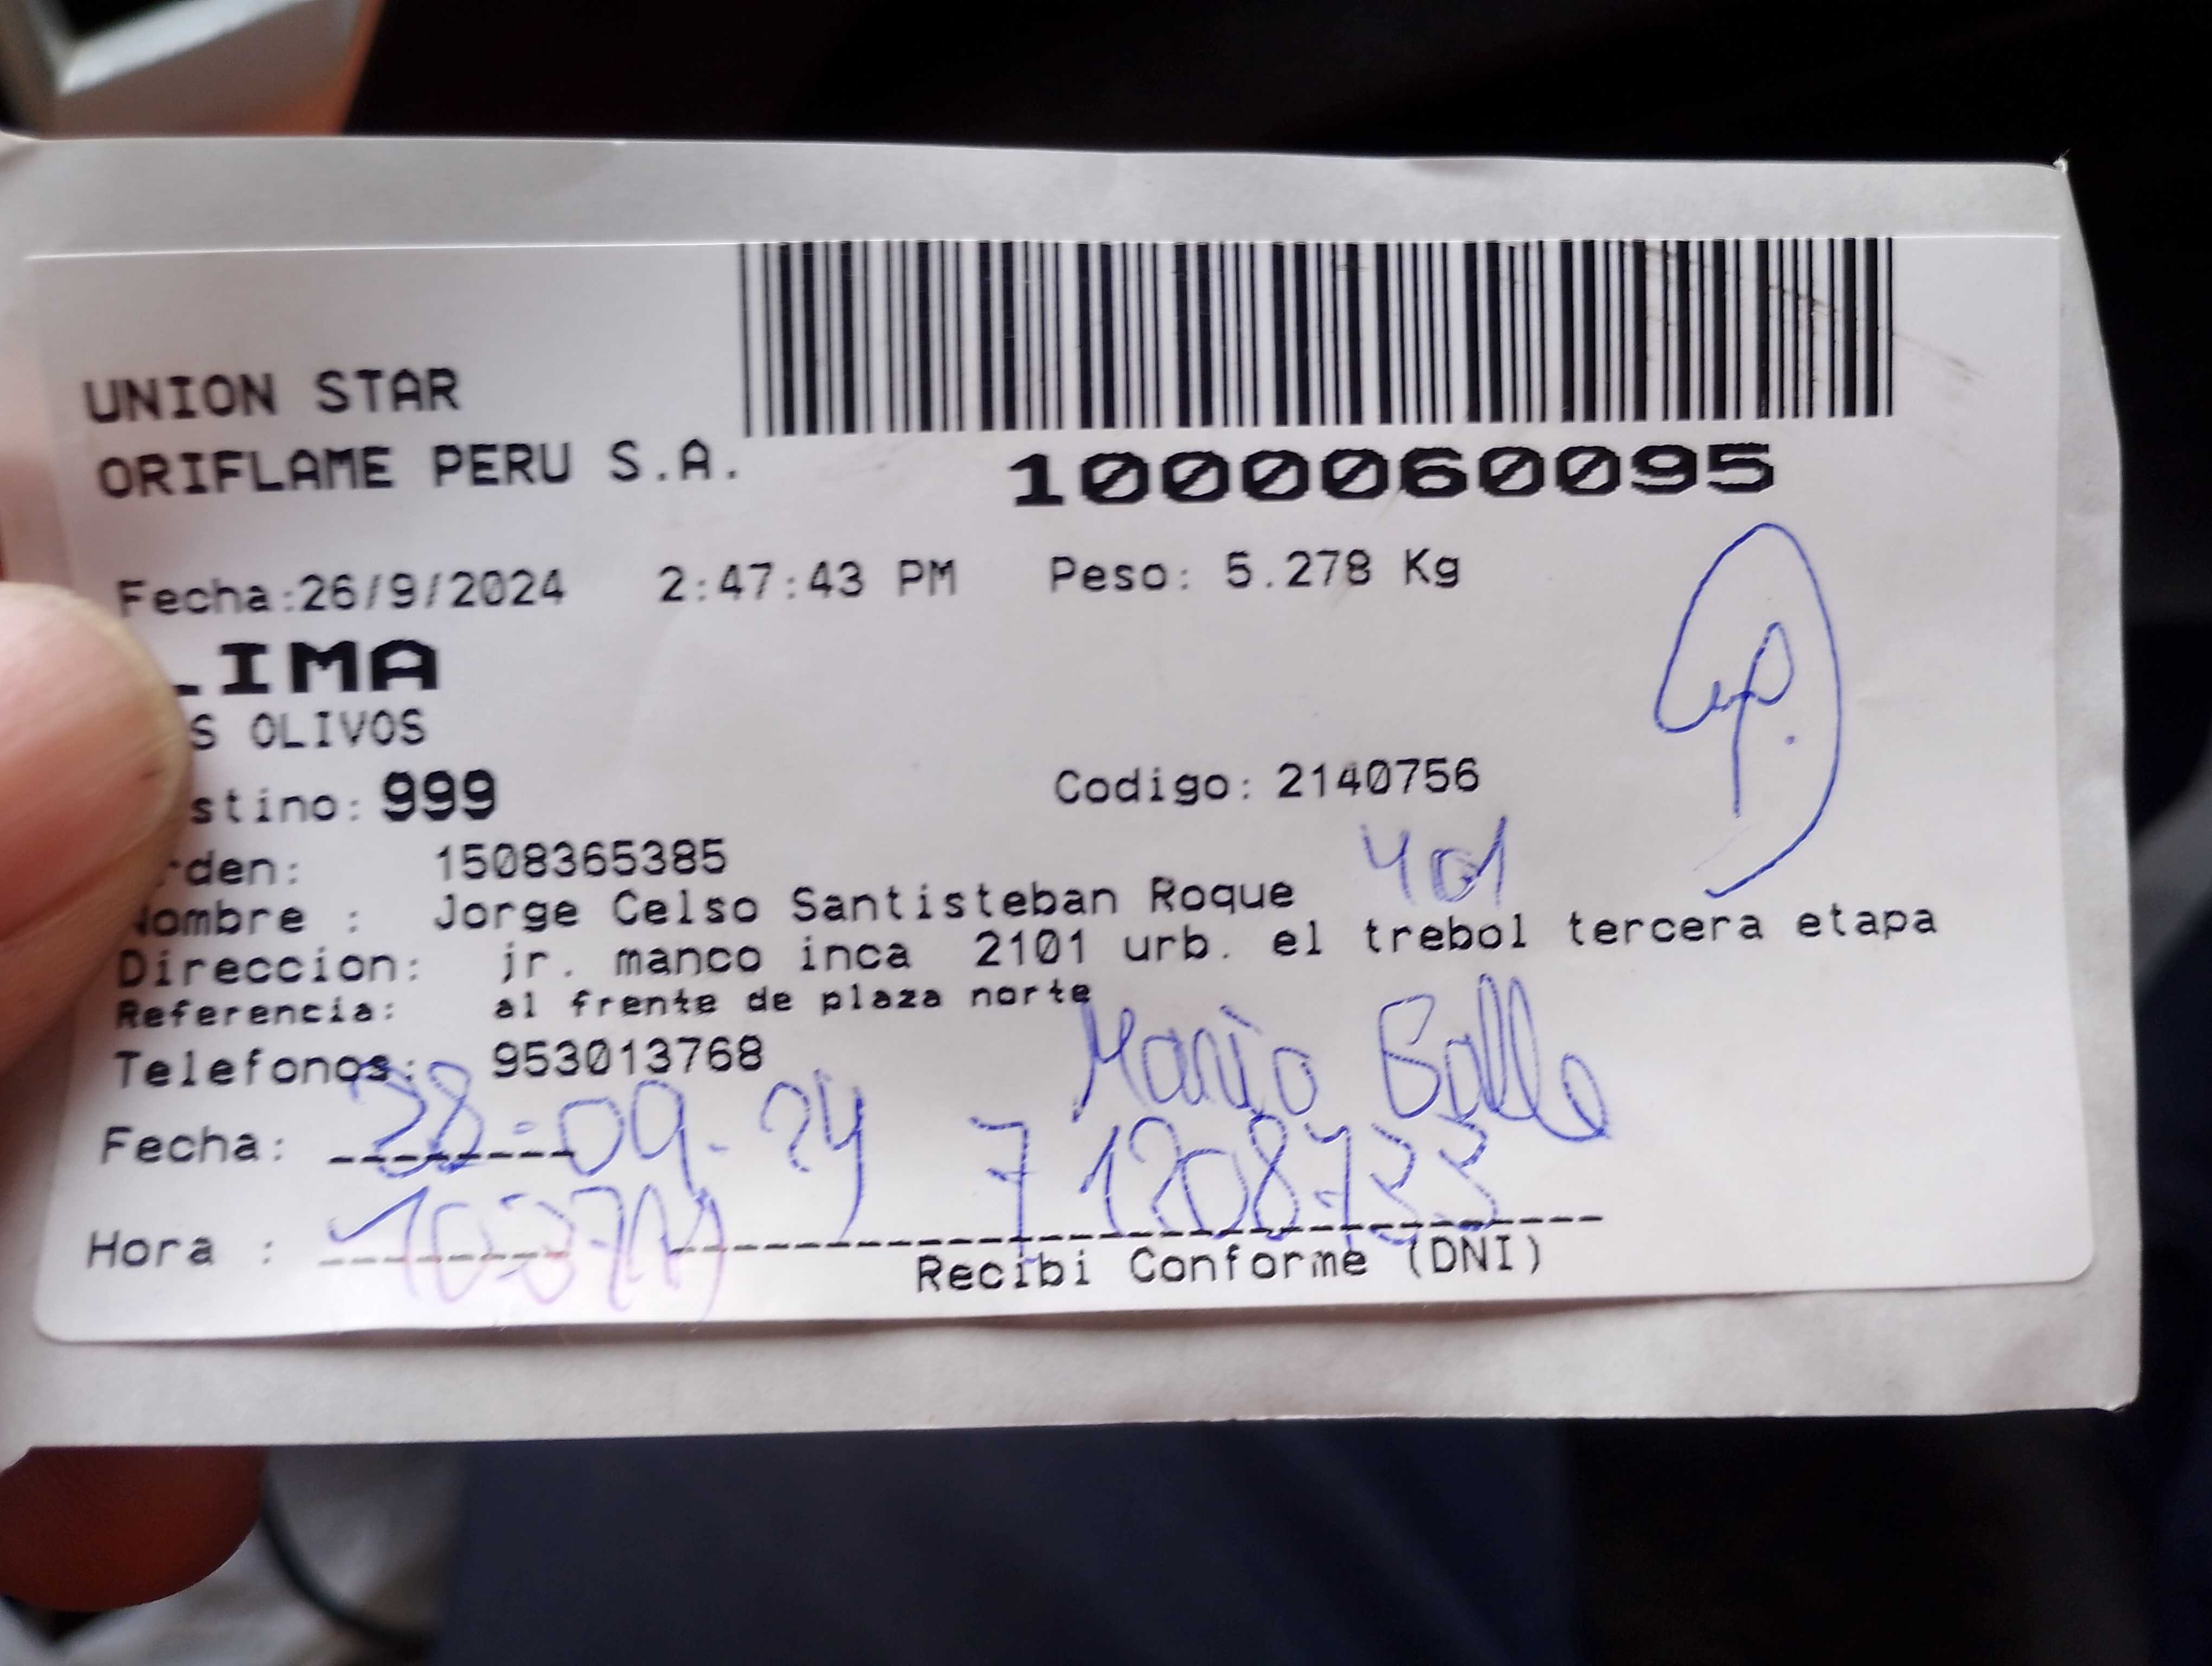 UNION STAR
ORIFLAME PERU S.A.
1000060095
Fecha:26/9/2024 2:47:43 PM Peso: 5.278 Kg
LIMA
S OLIVOS
stino: 999 Codigo: 2140756
rden: 1508365385
401
Nombre : Jorge Celso Santisteban Roque
Direccion: jr. manco inca 2101 urb. el trebol tercera etapa
Referencia: al frente de plaza norte
Telefonos: 953013768
Fecha: 28-09-24
Hora :
Recibi Conforme (DNI)